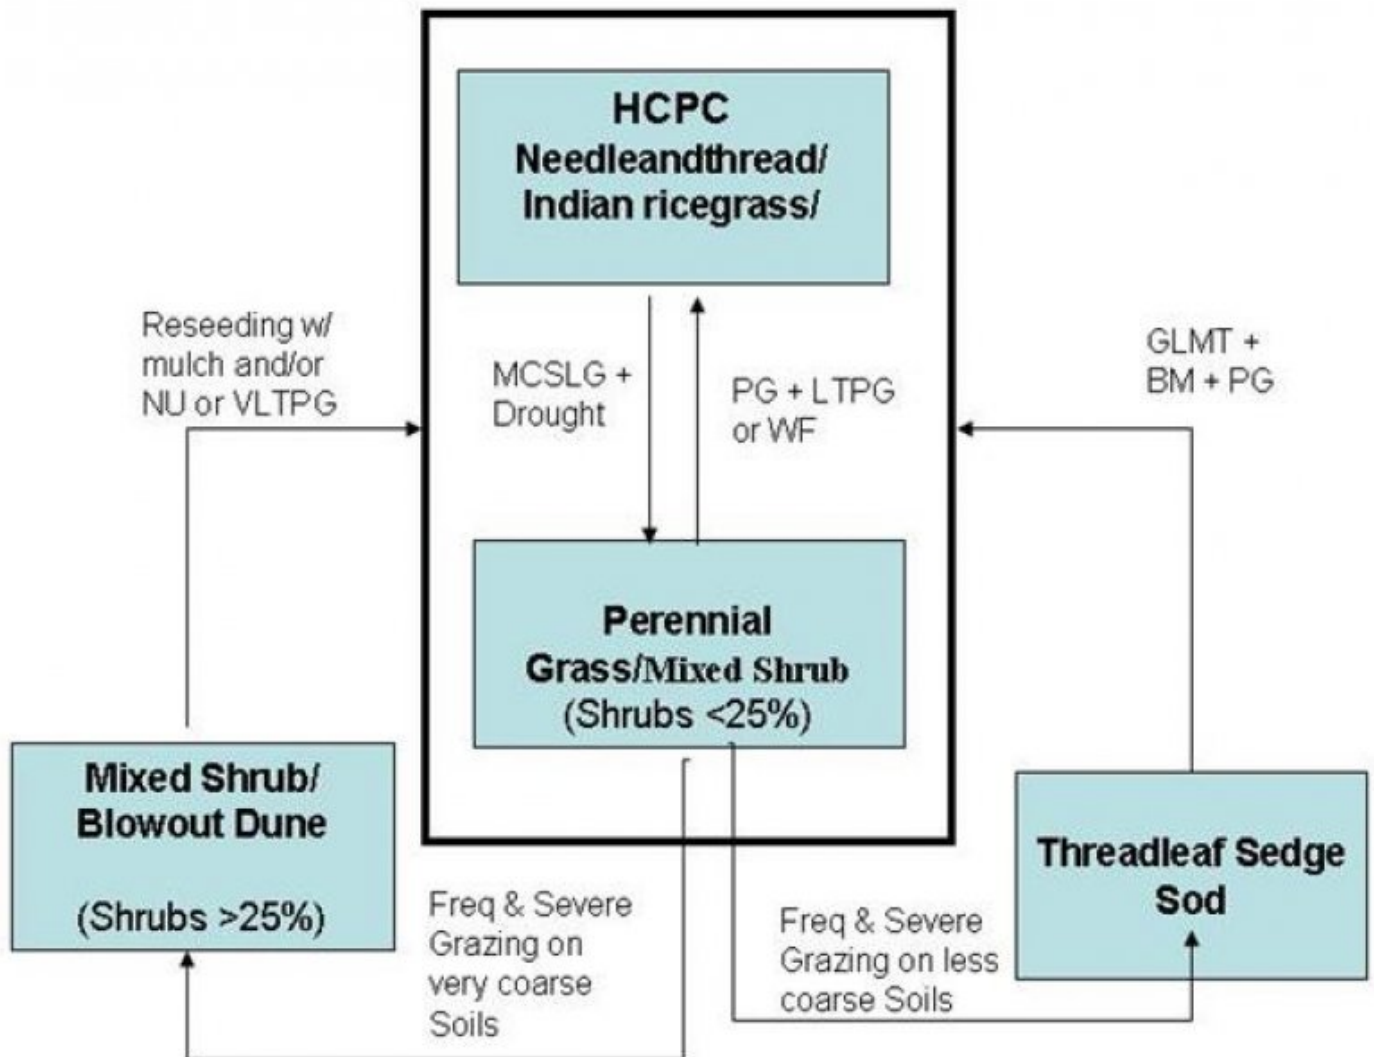 HCPC
Needleandthread/
Indian ricegrass/
Reseeding w/
mulch and/or
NU or VLTPG
MCSLG +
Drought
PG + LTPG
or WF
GLMT +
BM + PG
Perennial
Grass/Mixed Shrub
(Shrubs <25%)
Mixed Shrub/
Blowout Dune
(Shrubs >25%)
Threadleaf Sedge
Sod
Freq & Severe
Grazing on
very coarse
Soils
Freq & Severe
Grazing on less
coarse Soils